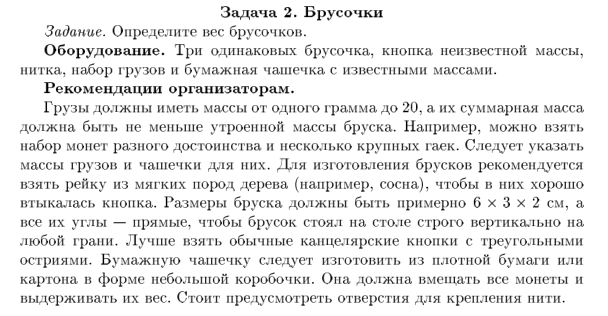 Задача 2. Брусочки
Задание. Определите вес брусочков.
Оборудование. Три одинаковых брусочка, кнопка неизвестной массы,
нитка, набор грузов и бумажная чашечка с известными массами.
Рекомендации организаторам.
Грузы должны иметь массы от одного грамма до 20, а их суммарная масса
должна быть не меньше утроенной массы бруска. Например, можно взять
набор монет разного достоинства и несколько крупных гаек. Следует указать
массы грузов и чашечки для них. Для изготовления брусков рекомендуется
взять рейку из мягких пород дерева (например, сосна), чтобы в них хорошо
втыкалась кнопка. Размеры бруска должны быть примерно 6 × 3 × 2 см, а
все их углы — прямые, чтобы брусок стоял на столе строго вертикально на
любой грани. Лучше взять обычные канцелярские кнопки с треугольными
остриями. Бумажную чашечку следует изготовить из плотной бумаги или
картона в форме небольшой коробочки. Она должна вмещать все монеты и
выдерживать их вес. Стоит предусмотреть отверстия для крепления нити.